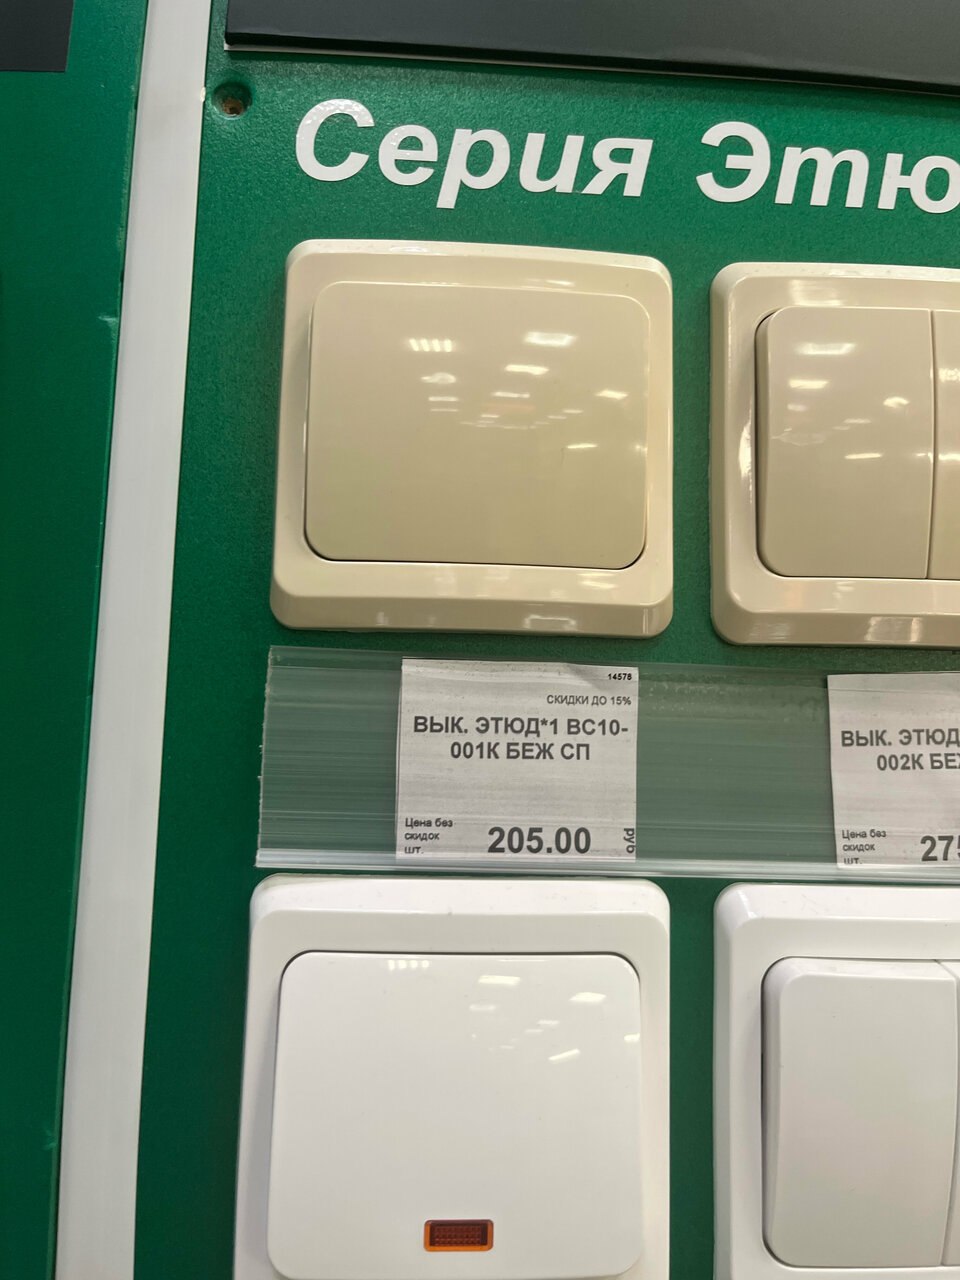 Серия Этю
14578
СКИДКИ ДО 15%
ВЫК. ЭТЮД*1 ВС10-
001К БЕЖ СП
Цена без
скидок
шт.
205.00
руб
ВЫК. ЭТЮД
002К БЕЖ
Цена без
скидок
шт.
275